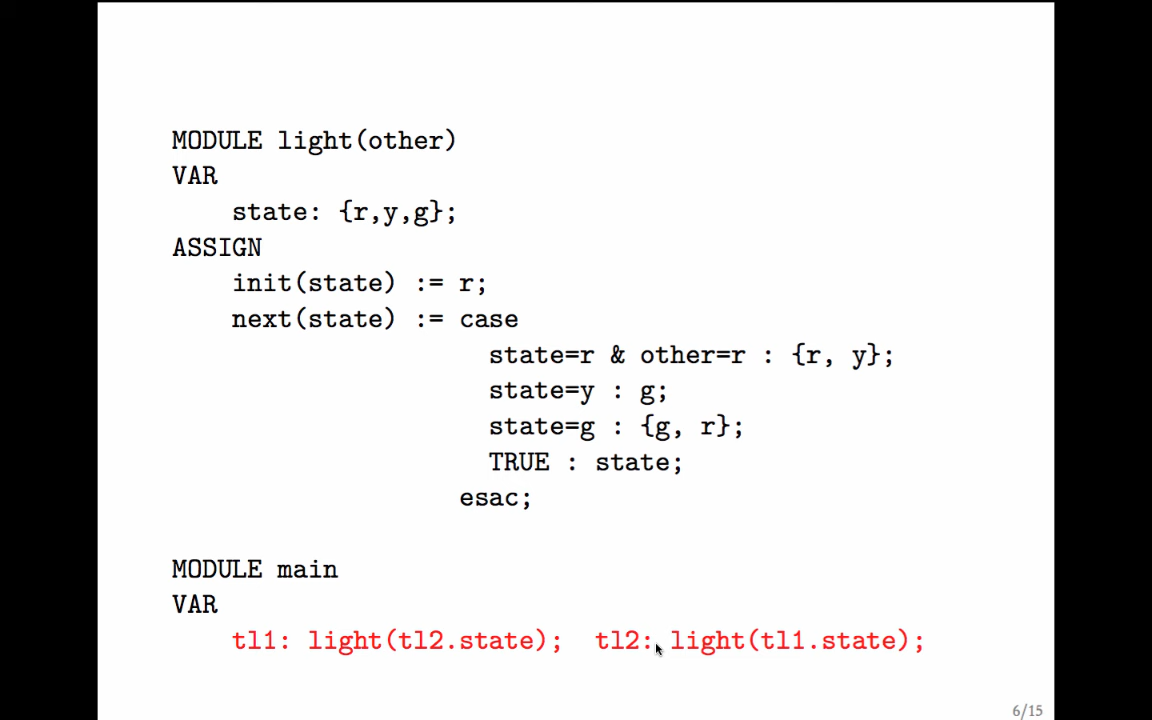 MODULE light(other)
VAR
state: {r,y,g};
ASSIGN
init(state) := r;
next(state) := case
state=r & other=r : {r, y};
state=y : g;
state=g : {g, r};
TRUE : state;
esac;
MODULE main
VAR
tl1: light(tl2.state); tl2: light(tl1.state);
6/15